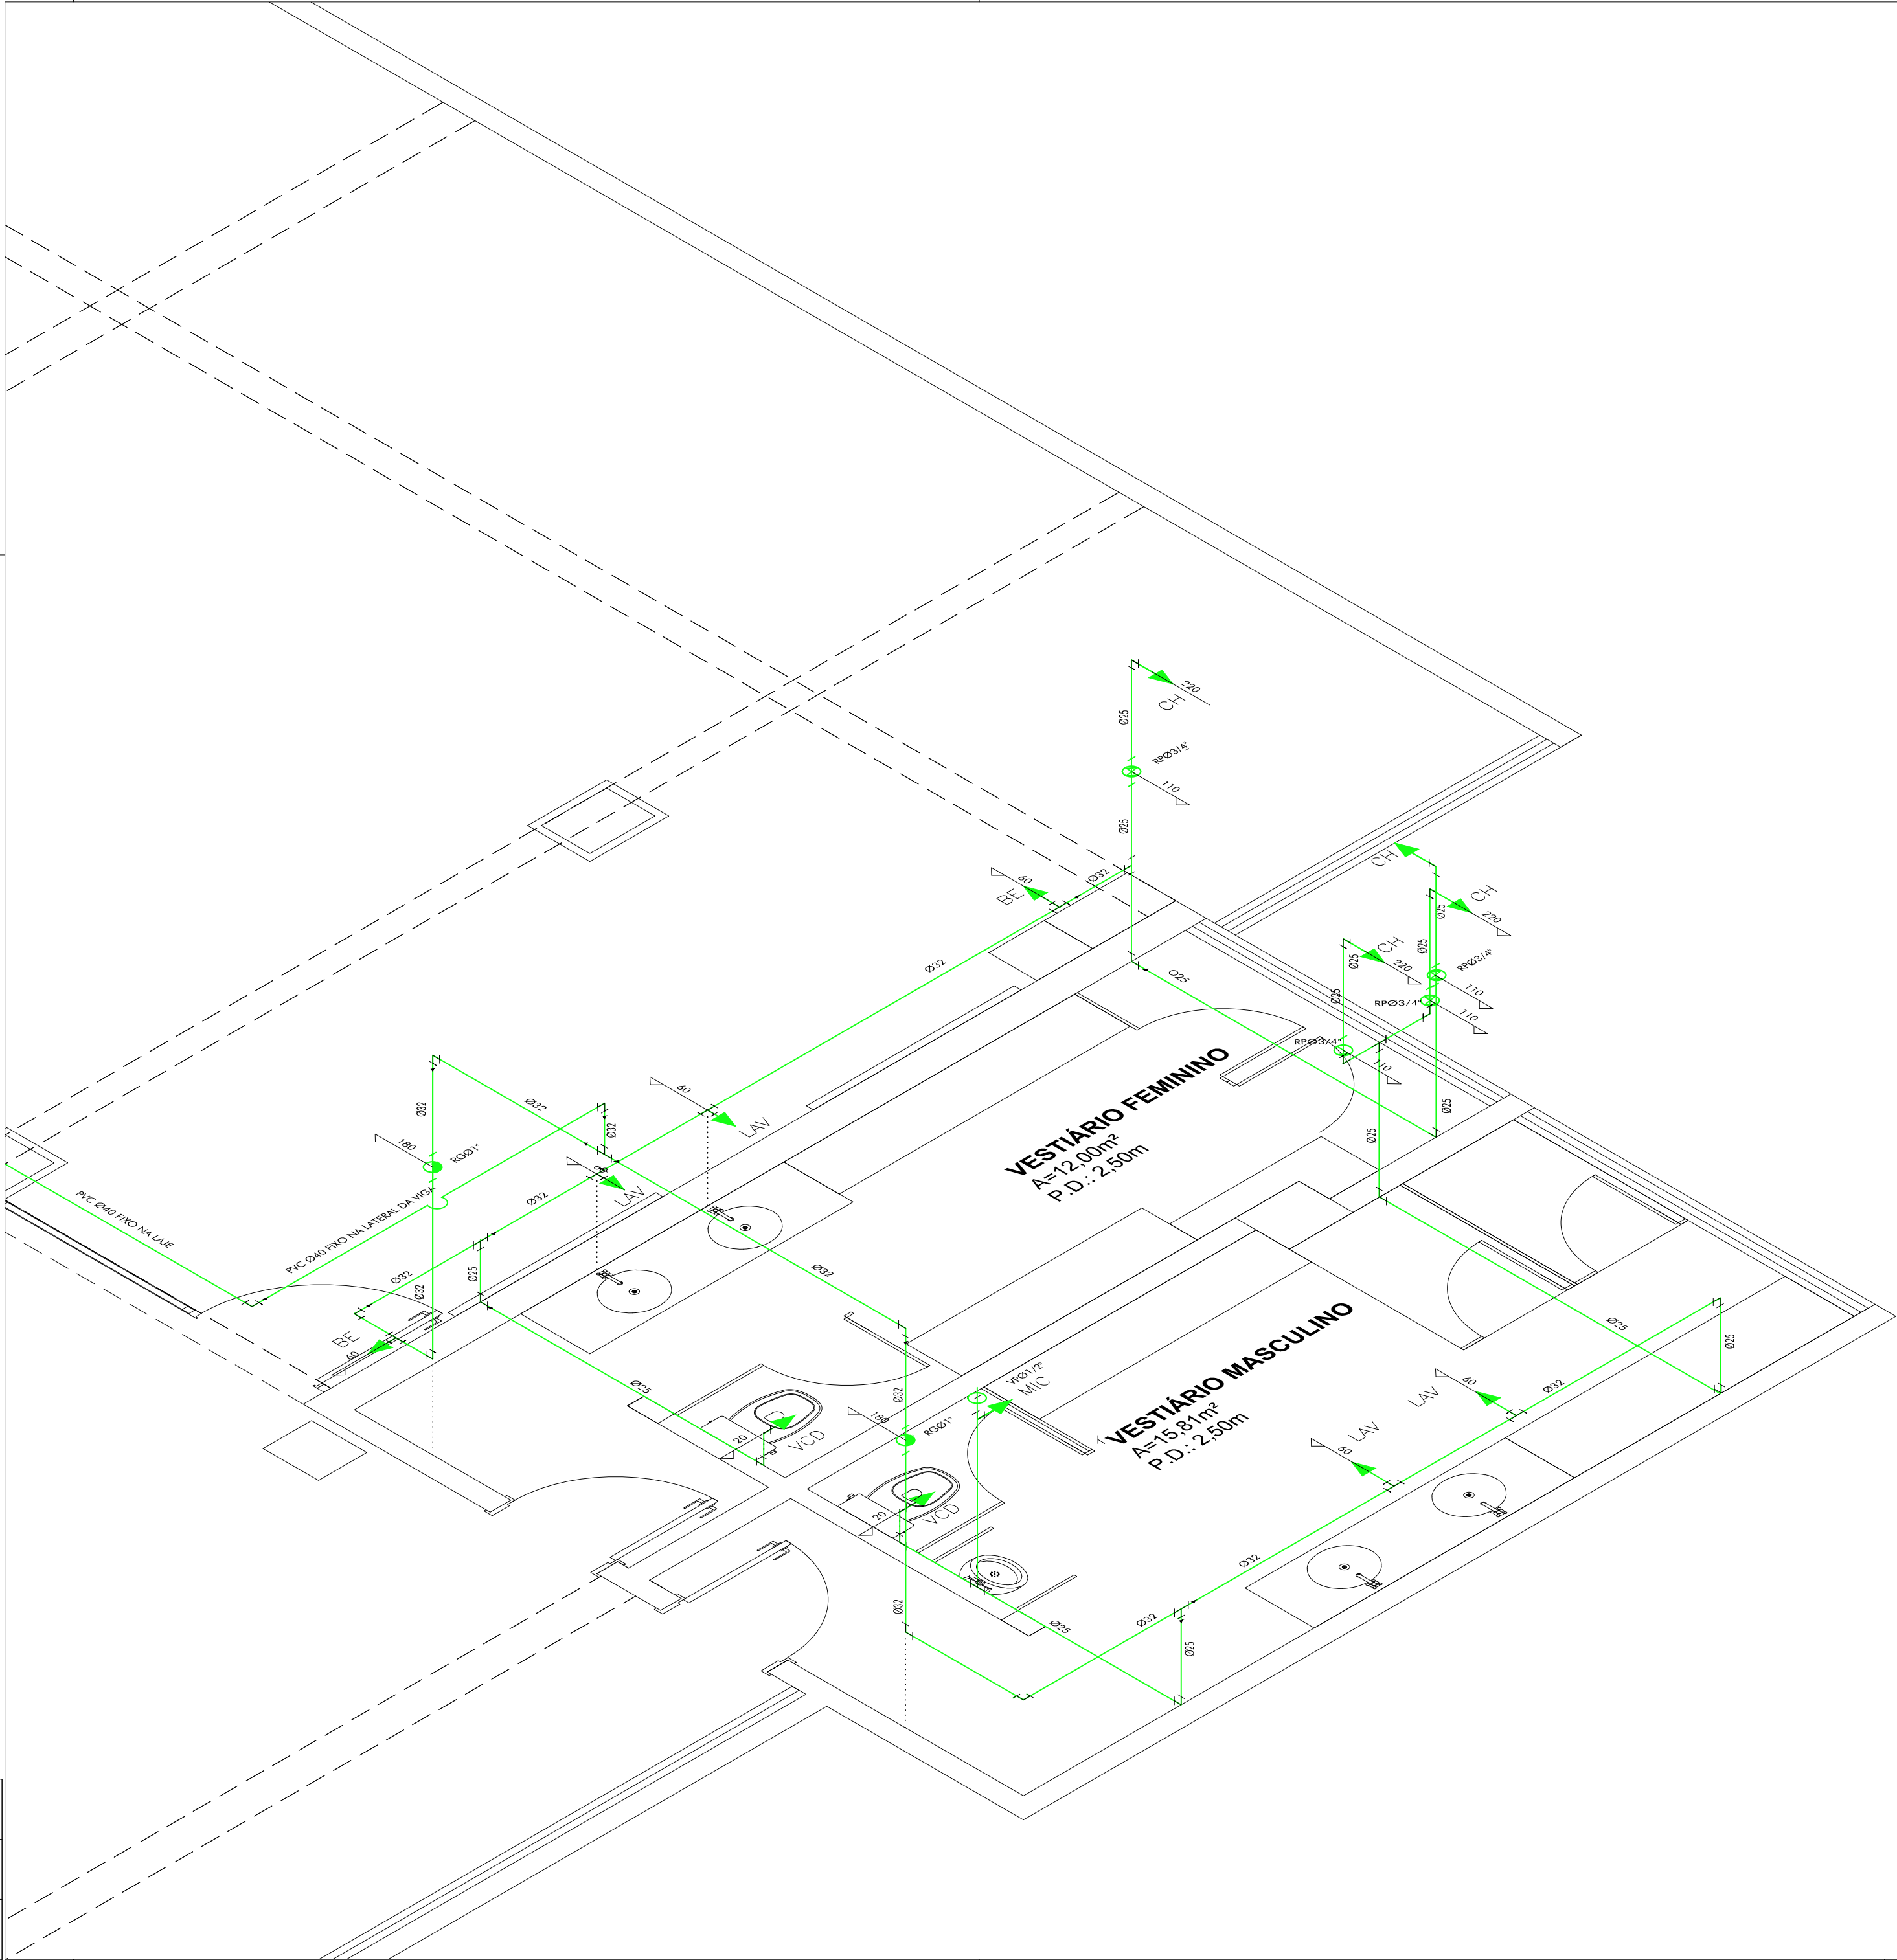 220
CH
Ø25
RPØ3/4"
110
Ø25
CH
60
BE
Ø32
CH
220
Ø25
Ø32
CH
Ø25
Ø25
220
RPØ3/4"
Ø25
110
Ø25
RPØ3/4"
110
RPØ3/4"
110
Ø25
Ø25
Ø25
VESTIÁRIO FEMININO
A=12,00m²
P.D.: 2,50m
60
LAV
Ø32
Ø32
Ø32
180
RGØ1"
60
LAV
Ø32
PVC Ø40 FIXO NA LAJE
PVC Ø40 FIXO NA LATERAL DA VIGA
Ø32
Ø32
Ø25
Ø32
BE
60
Ø25
Ø32
VPØ1/2"
MIC
180
RGØ1"
20
VCD
20
VCD
VESTIÁRIO MASCULINO
A=15,81m²
P.D.: 2,50m
Ø25
Ø25
60
LAV
Ø32
60
LAV
Ø32
Ø32
Ø25
Ø32
Ø25